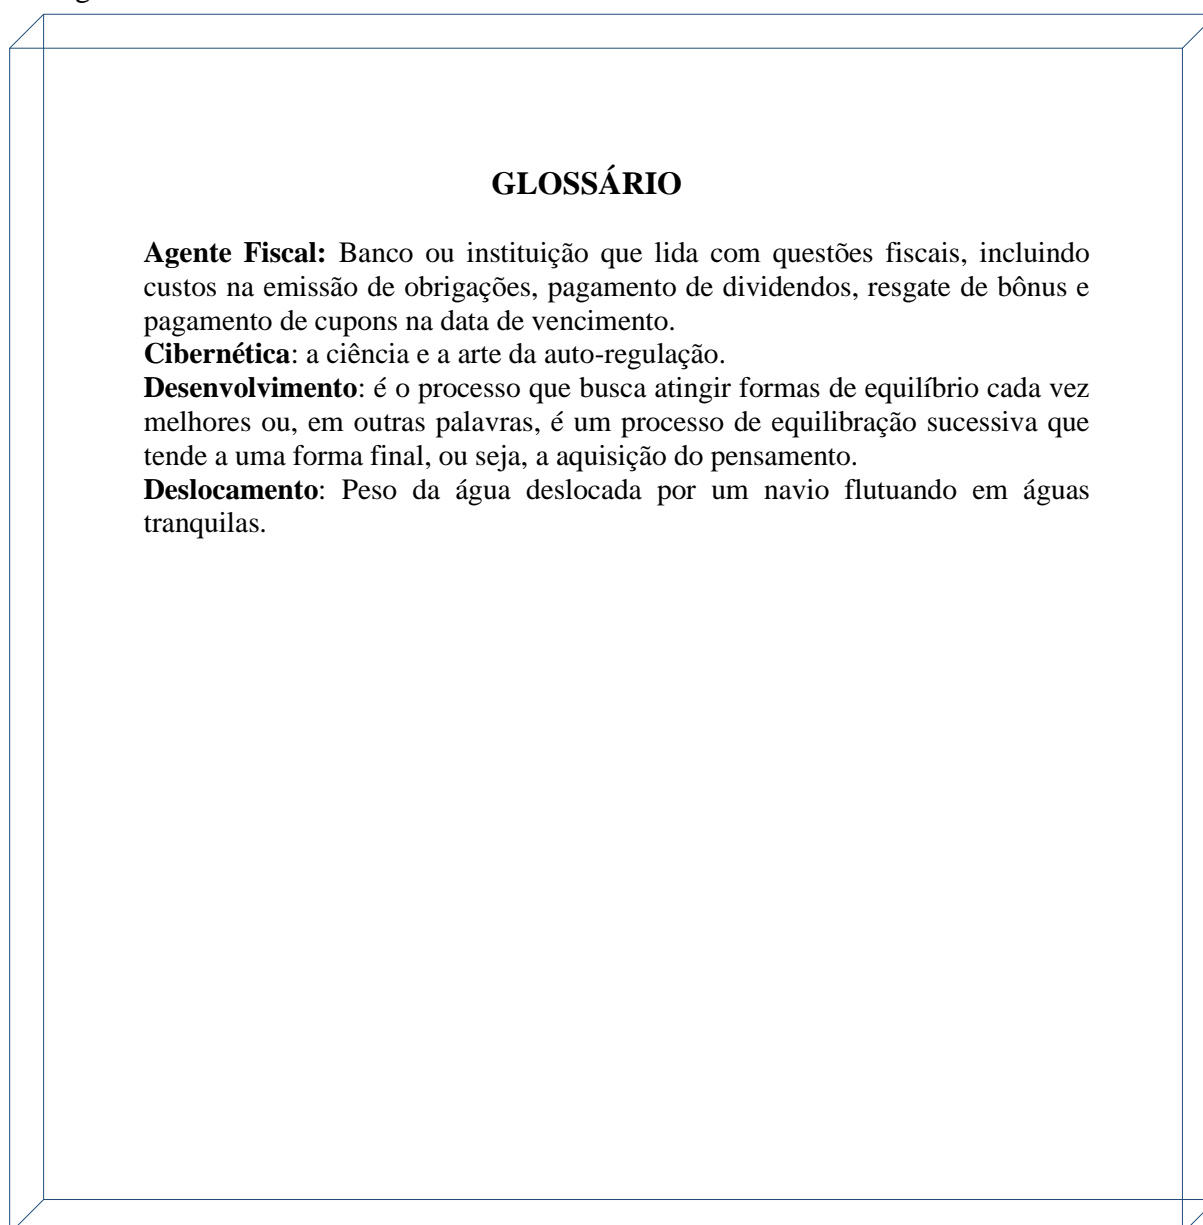 GLOSSÁRIO
Agente Fiscal: Banco ou instituição que lida com questões fiscais, incluindo
custos na emissão de obrigações, pagamento de dividendos, resgate de bônus e
pagamento de cupons na data de vencimento.
Cibernética: a ciência e a arte da auto-regulação.
Desenvolvimento: é o processo que busca atingir formas de equilíbrio cada vez
melhores ou, em outras palavras, é um processo de equilibração sucessiva que
tende a uma forma final, ou seja, a aquisição do pensamento.
Deslocamento: Peso da água deslocada por um navio flutuando em águas
tranquilas.